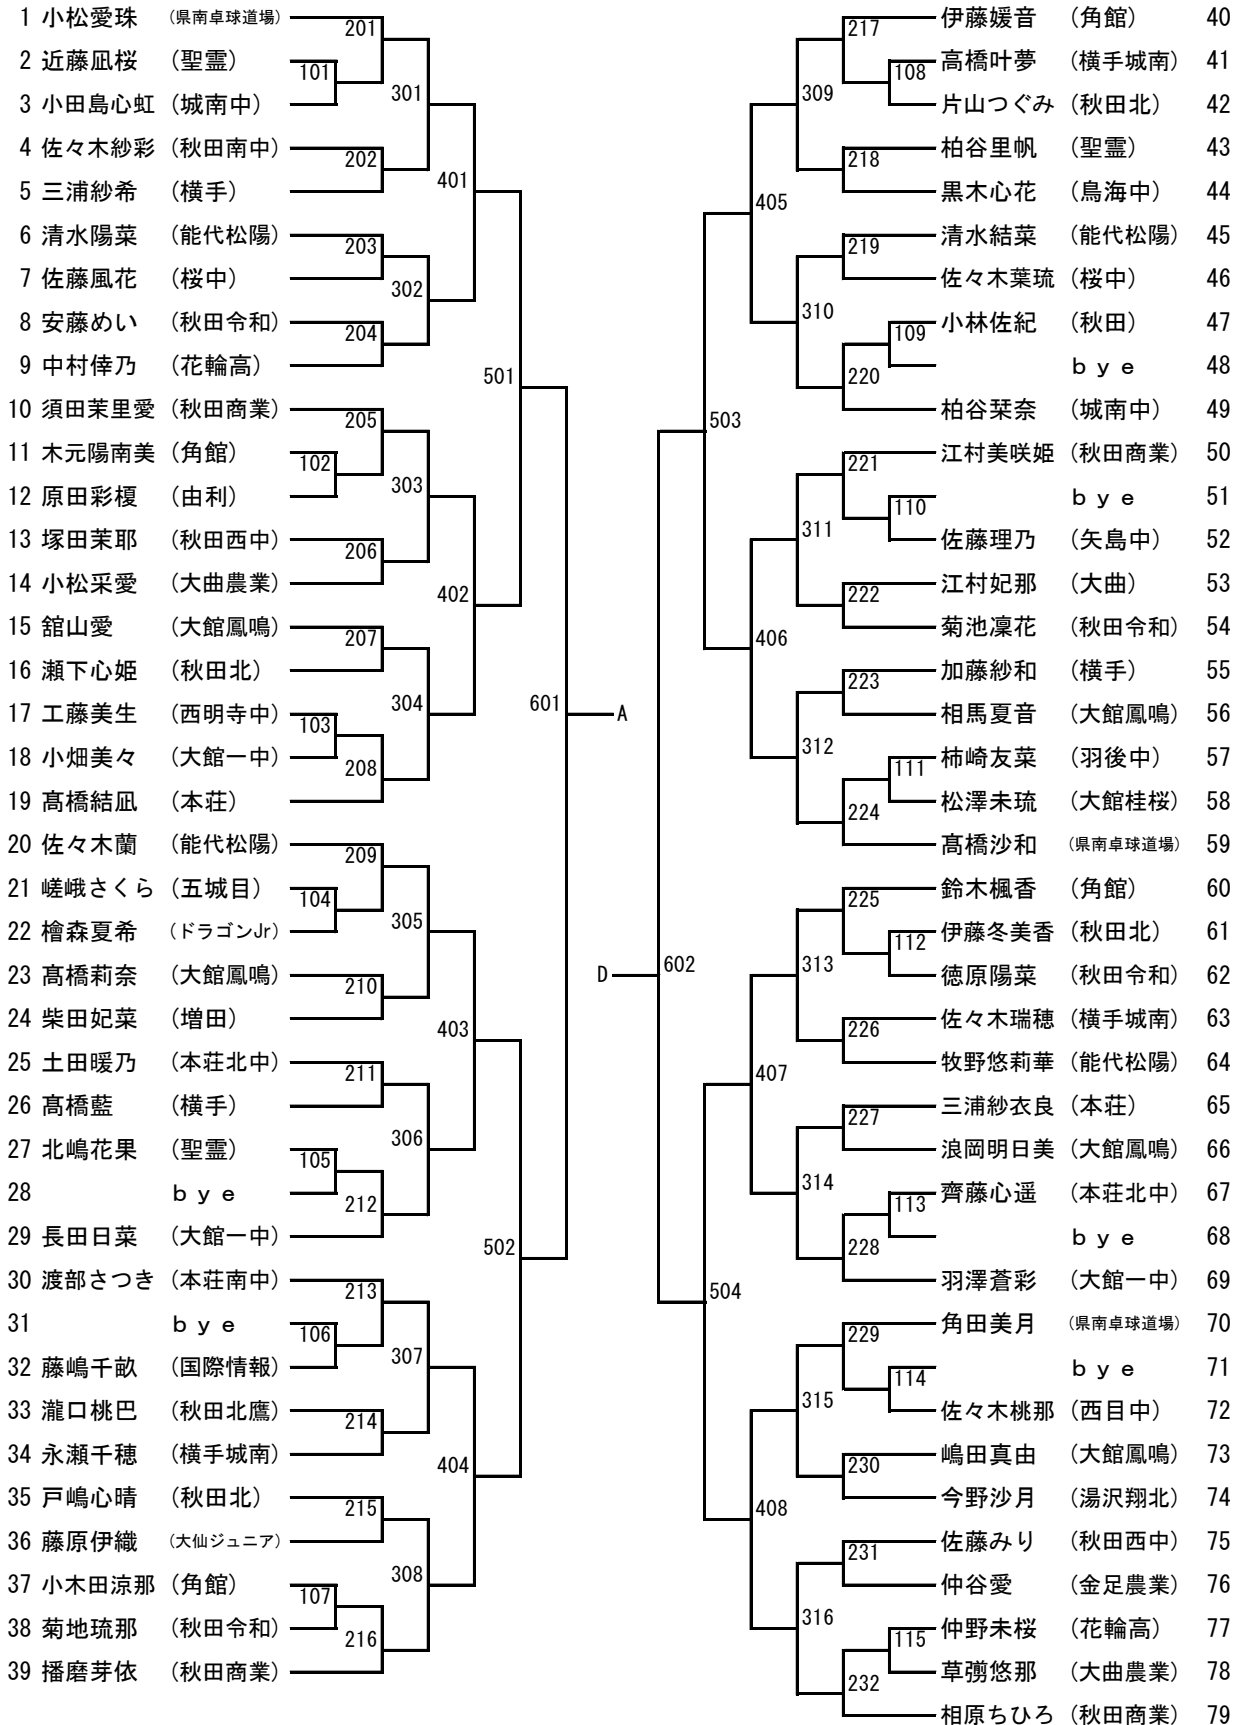 1 小松愛珠 (県南卓球道場)
2 近藤凪桜 (聖霊)
3 小田島心虹 (城南中)
4 佐々木紗彩 (秋田南中)
5 三浦紗希 (横手)
6 清水陽菜 (能代松陽)
7 佐藤風花 (桜中)
8 安藤めい (秋田令和)
9 中村倖乃 (花輪高)
10 須田茉里愛 (秋田商業)
11 木元陽南美 (角館)
12 原田彩榎 (由利)
13 塚田茉耶 (秋田西中)
14 小松采愛 (大曲農業)
15 舘山愛 (大館鳳鳴)
16 瀬下心姫 (秋田北)
17 工藤美生 (西明寺中)
18 小畑美々 (大館一中)
19 髙橋結凪 (本荘)
20 佐々木蘭 (能代松陽)
21 嵯峨さくら (五城目)
22 檜森夏希 (ドラゴンJr)
23 髙橋莉奈 (大館鳳鳴)
24 柴田妃菜 (増田)
25 土田暖乃 (本荘北中)
26 髙橋藍 (横手)
27 北嶋花果 (聖霊)
28 ｂｙｅ
29 長田日菜 (大館一中)
30 渡部さつき (本荘南中)
31 ｂｙｅ
32 藤嶋千畝 (国際情報)
33 瀧口桃巴 (秋田北鷹)
34 永瀬千穂 (横手城南)
35 戸嶋心晴 (秋田北)
36 藤原伊織 (大仙ジュニア)
37 小木田涼那 (角館)
38 菊地琉那 (秋田令和)
39 播磨芽依 (秋田商業)
101
102
103
104
105
106
107
201
202
203
204
205
206
207
208
209
210
211
212
213
214
215
216
301
302
303
304
305
306
307
308
401
402
403
404
501
502
601
A
D
602
503
504
405
406
407
408
309
310
311
312
313
314
315
316
217
218
219
220
221
222
223
224
225
226
227
228
229
230
231
232
108
109
110
111
112
113
114
115
伊藤媛音 (角館) 40
高橋叶夢 (横手城南) 41
片山つぐみ (秋田北) 42
柏谷里帆 (聖霊) 43
黒木心花 (鳥海中) 44
清水結菜 (能代松陽) 45
佐々木葉琉 (桜中) 46
小林佐紀 (秋田) 47
ｂｙｅ 48
柏谷栞奈 (城南中) 49
江村美咲姫 (秋田商業) 50
ｂｙｅ 51
佐藤理乃 (矢島中) 52
江村妃那 (大曲) 53
菊池凜花 (秋田令和) 54
加藤紗和 (横手) 55
相馬夏音 (大館鳳鳴) 56
柿崎友菜 (羽後中) 57
松澤未琉 (大館桂桜) 58
髙橋沙和 (県南卓球道場) 59
鈴木楓香 (角館) 60
伊藤冬美香 (秋田北) 61
徳原陽菜 (秋田令和) 62
佐々木瑞穂 (横手城南) 63
牧野悠莉華 (能代松陽) 64
三浦紗衣良 (本荘) 65
浪岡明日美 (大館鳳鳴) 66
齊藤心遥 (本荘北中) 67
ｂｙｅ 68
羽澤蒼彩 (大館一中) 69
角田美月 (県南卓球道場) 70
ｂｙｅ 71
佐々木桃那 (西目中) 72
嶋田真由 (大館鳳鳴) 73
今野沙月 (湯沢翔北) 74
佐藤みり (秋田西中) 75
仲谷愛 (金足農業) 76
仲野未桜 (花輪高) 77
草彅悠那 (大曲農業) 78
相原ちひろ (秋田商業) 79